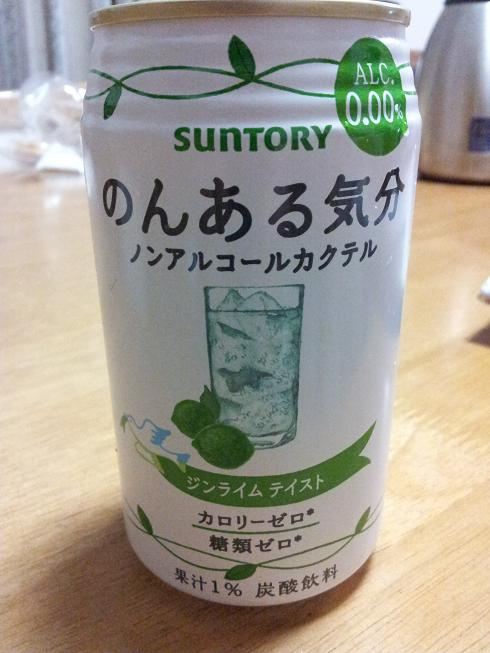 ALC.
0.00%
SUNTORY
のんある気分
ノンアルコールカクテル
ジンライム テイスト
カロリーゼロ*
糖類ゼロ*
果汁1% 炭酸飲料